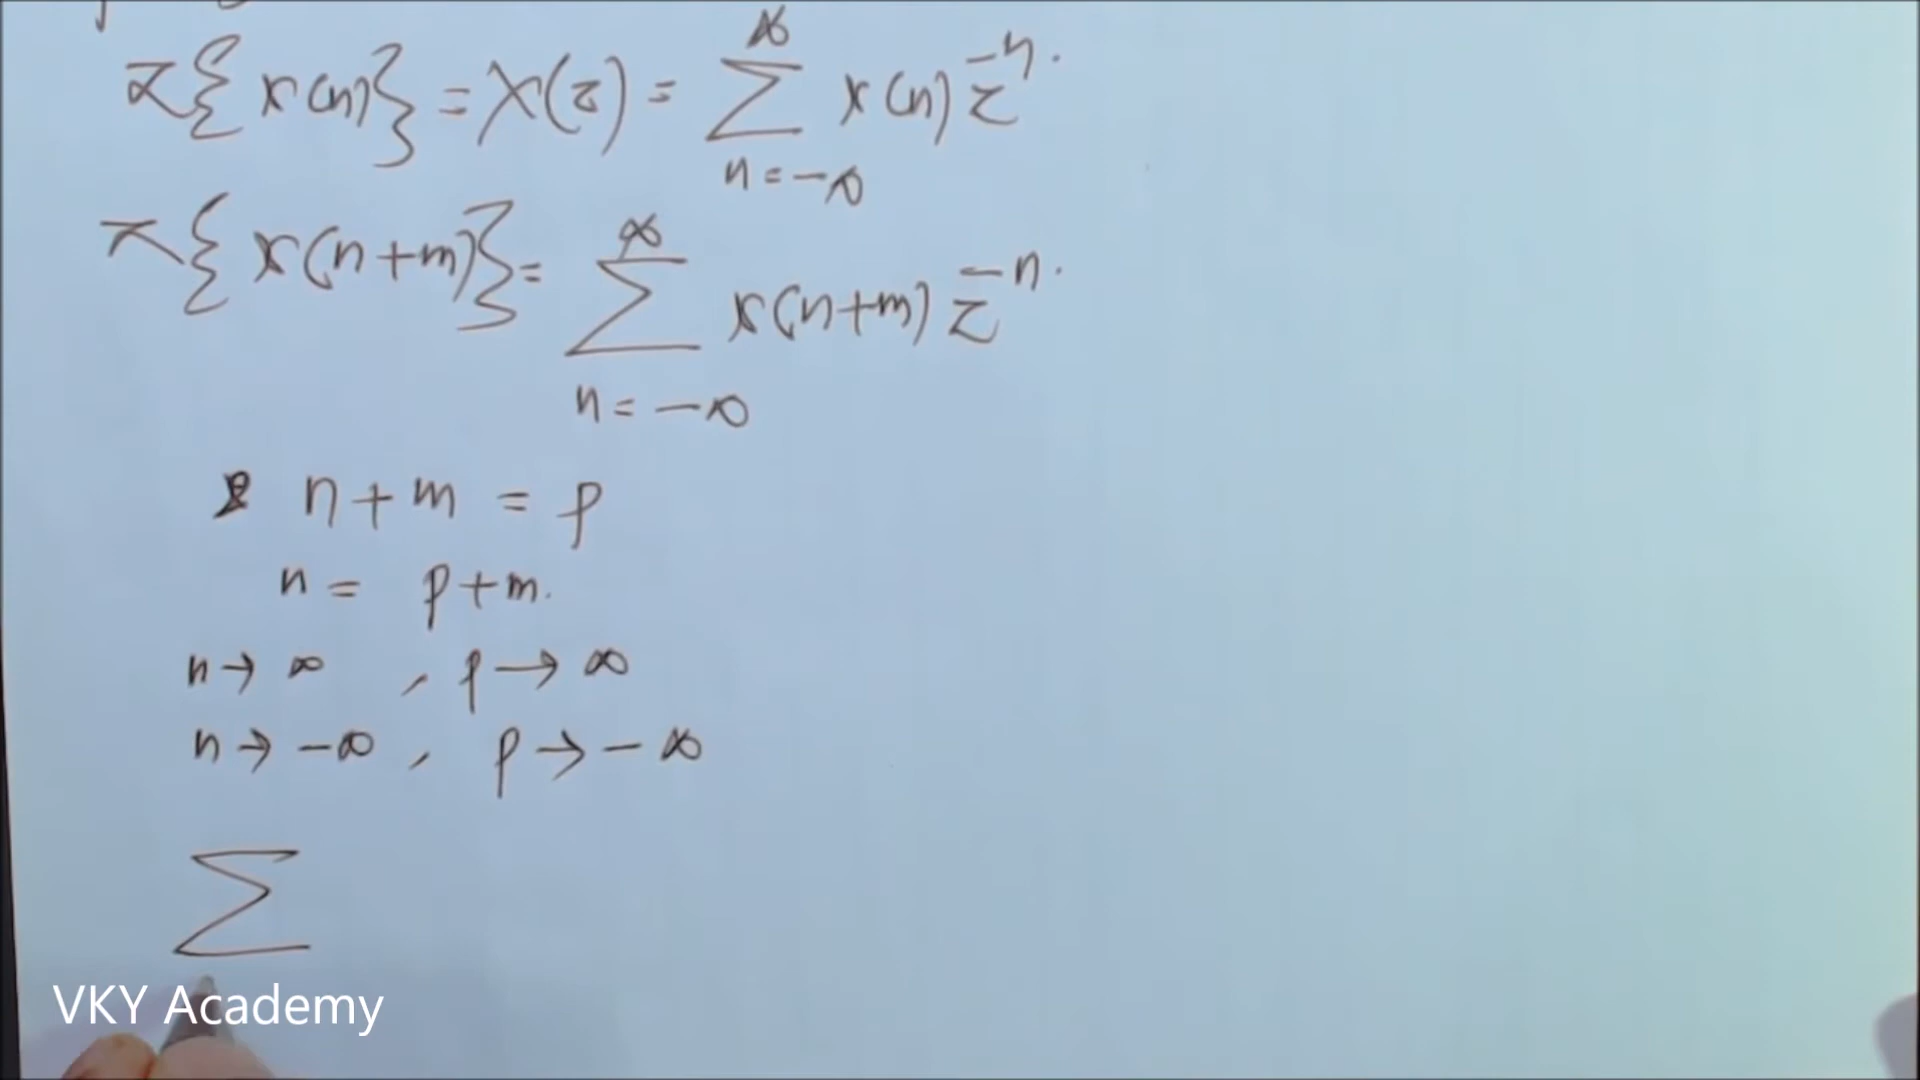 Z{x(n)} = X(z) = ∞ ∑ n=-∞ x(n) z^-n.
Z{x(n+m)} = ∞ ∑ n=-∞ x(n+m) z^-n.
n+m = p
n = p+m.
n→ ∞ , p→ ∞
n→ -∞ , p→ -∞
∑
VKY Academy